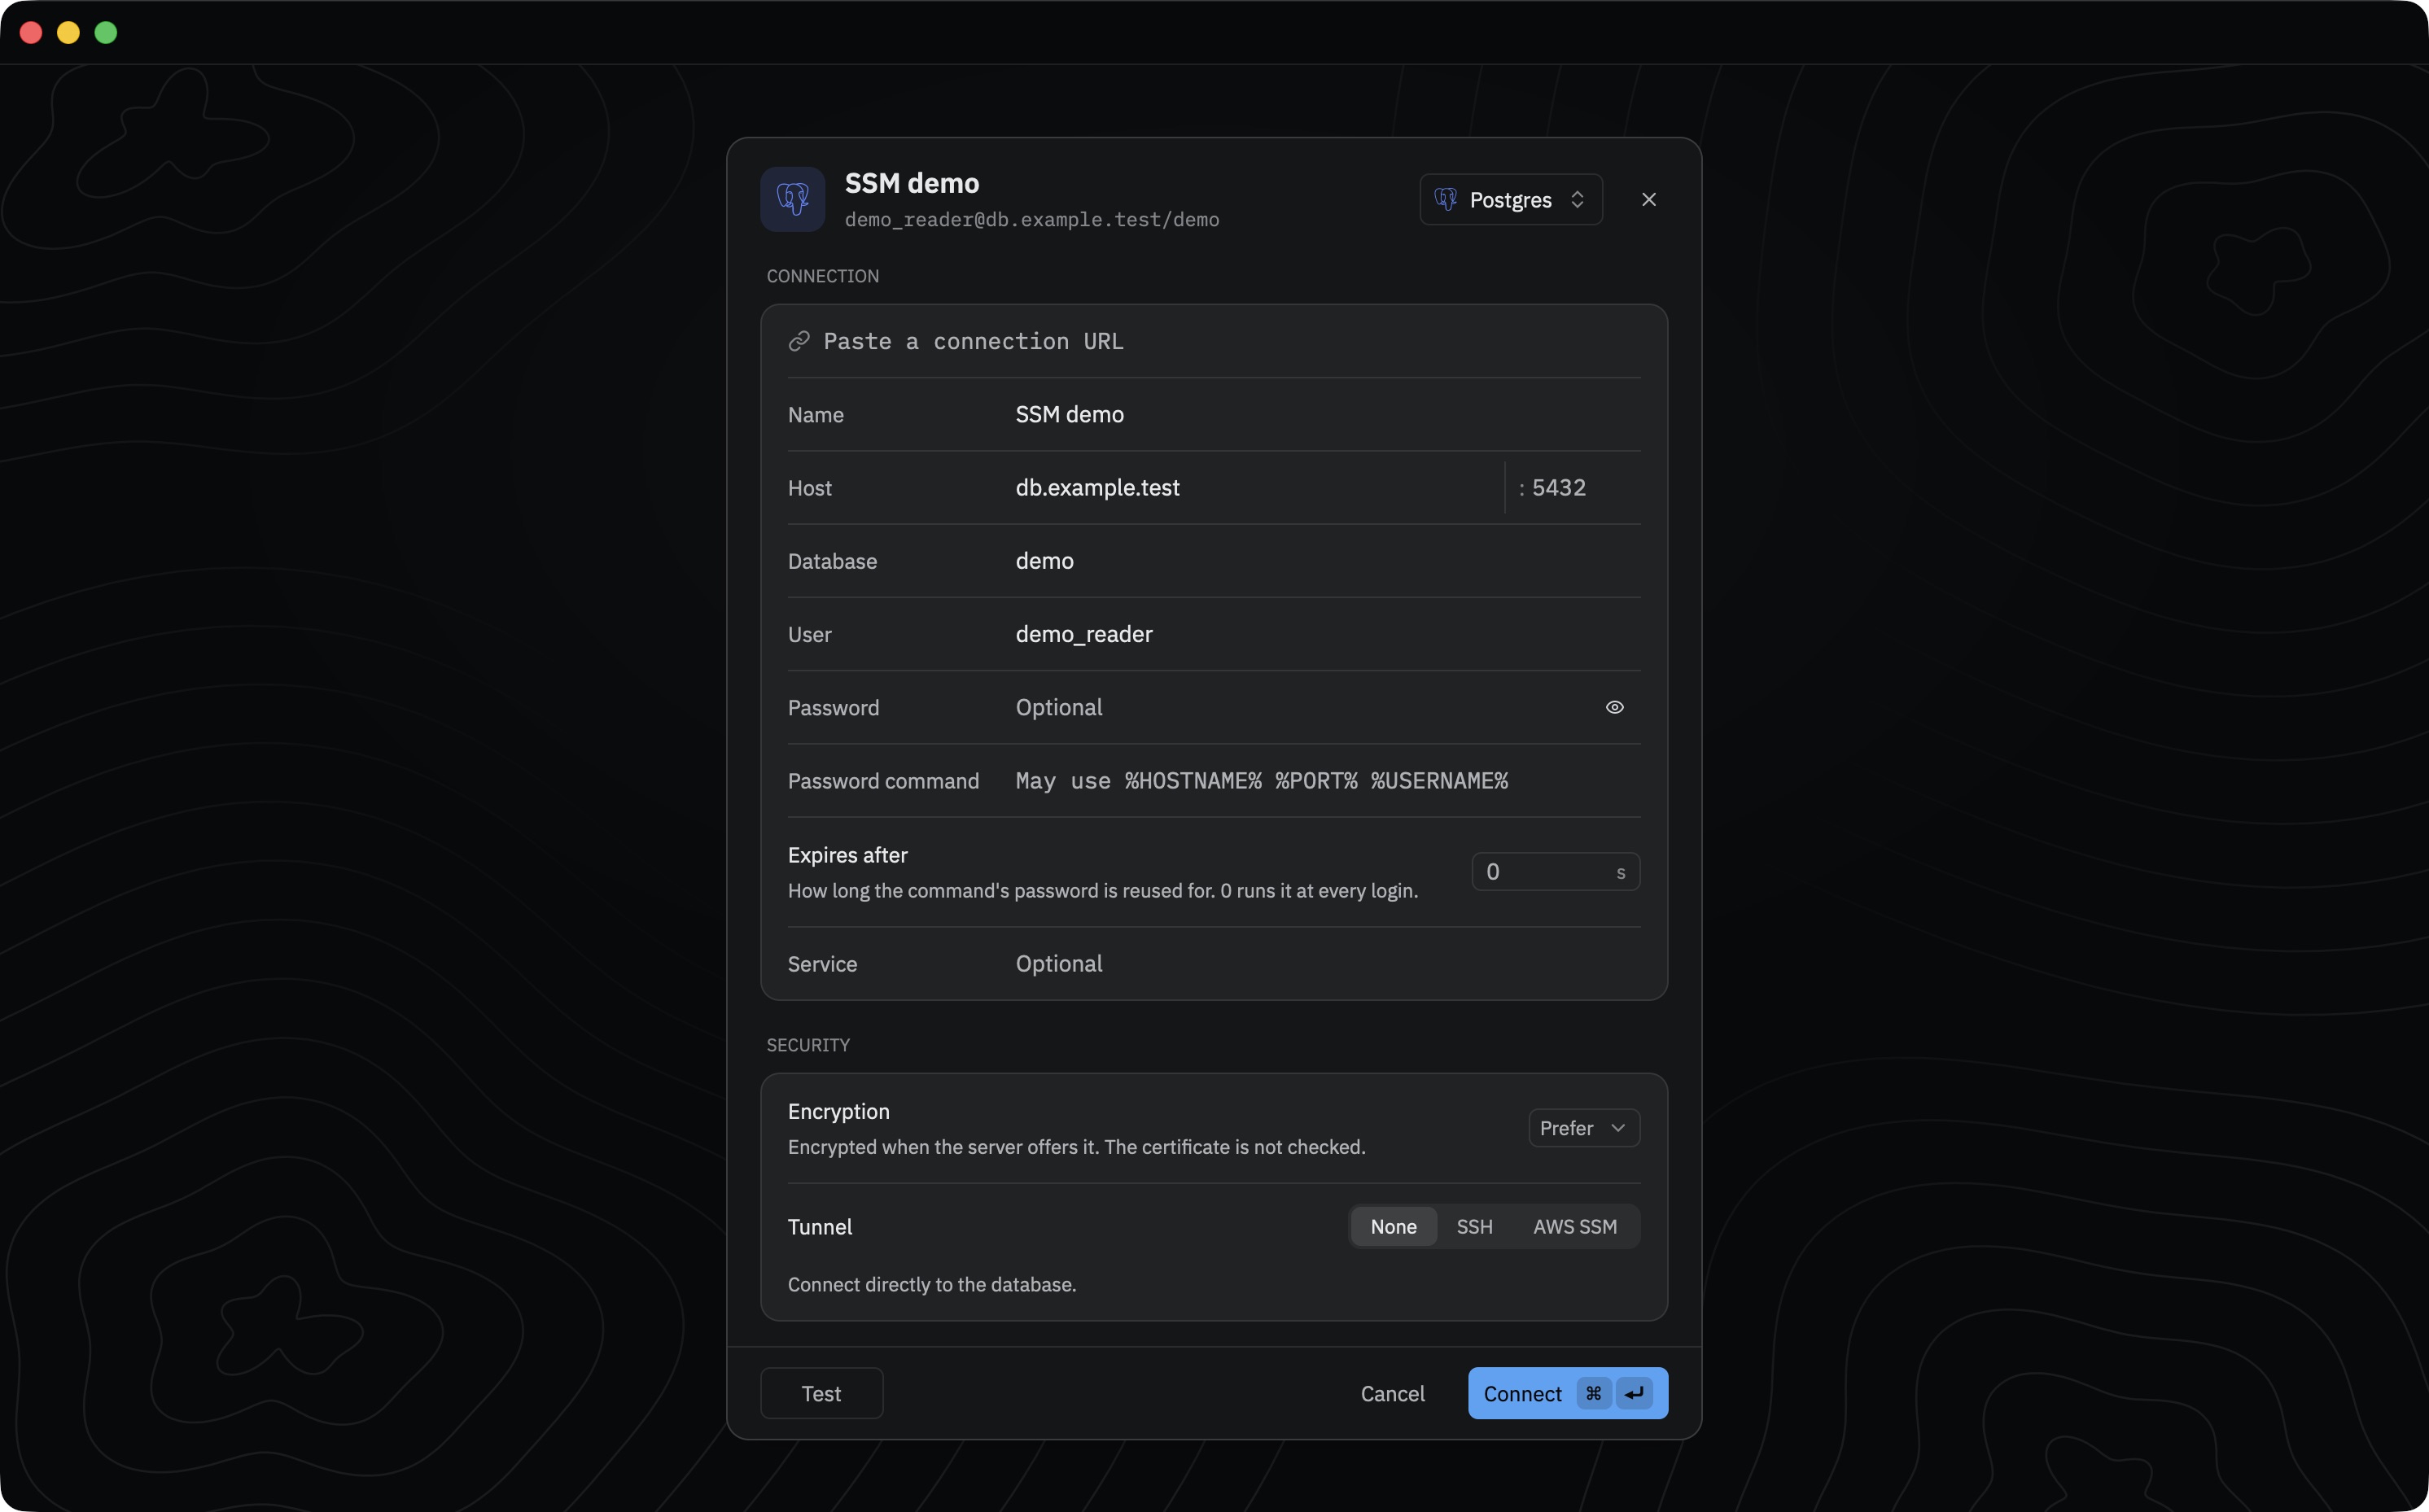 SSM demo
demo_reader@db.example.test/demo
Postgres
CONNECTION
Paste a connection URL
Name SSM demo
Host db.example.test : 5432
Database demo
User demo_reader
Password Optional
Password command May use %HOSTNAME% %PORT% %USERNAME%
Expires after
How long the command's password is reused for. 0 runs it at every login.
0 s
Service Optional
SECURITY
Encryption
Encrypted when the server offers it. The certificate is not checked.
Prefer
Tunnel None SSH AWS SSM
Connect directly to the database.
Test Cancel Connect ⌘ ↵